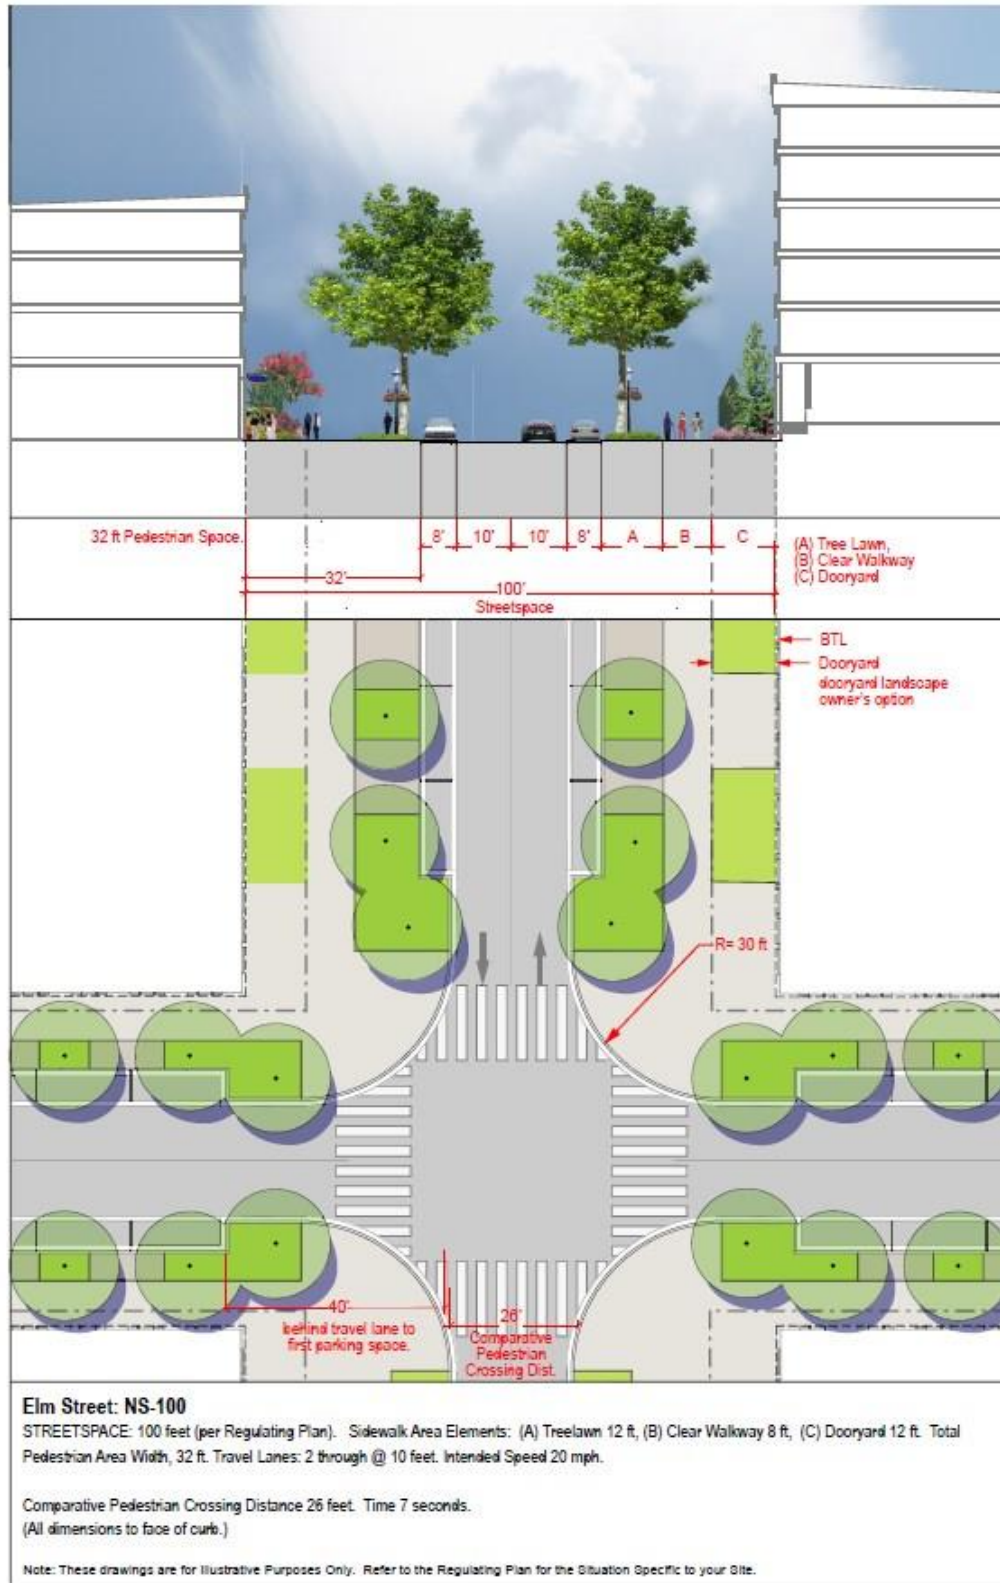 32 ft Pedestrian Space.
8' 10' 10' 8' A B C
(A) Tree Lawn,
(B) Clear Walkway
(C) Dooryard
32'
100'
Streetspace
BTL
Dooryard
dooryard landscape
owner's option
R= 30 ft
40'
behind travel lane to
first parking space.
26'
Comparative
Pedestrian
Crossing Dist.
Elm Street: NS-100
STREETSPACE: 100 feet (per Regulating Plan). Sidewalk Area Elements: (A) Treelawn 12 ft, (B) Clear Walkway 8 ft, (C) Dooryard 12 ft. Total
Pedestrian Area Width, 32 ft. Travel Lanes: 2 through @ 10 feet. Intended Speed 20 mph.
Comparative Pedestrian Crossing Distance 26 feet. Time 7 seconds.
(All dimensions to face of curb.)
Note: These drawings are for Illustrative Purposes Only. Refer to the Regulating Plan for the Situation Specific to your Site.